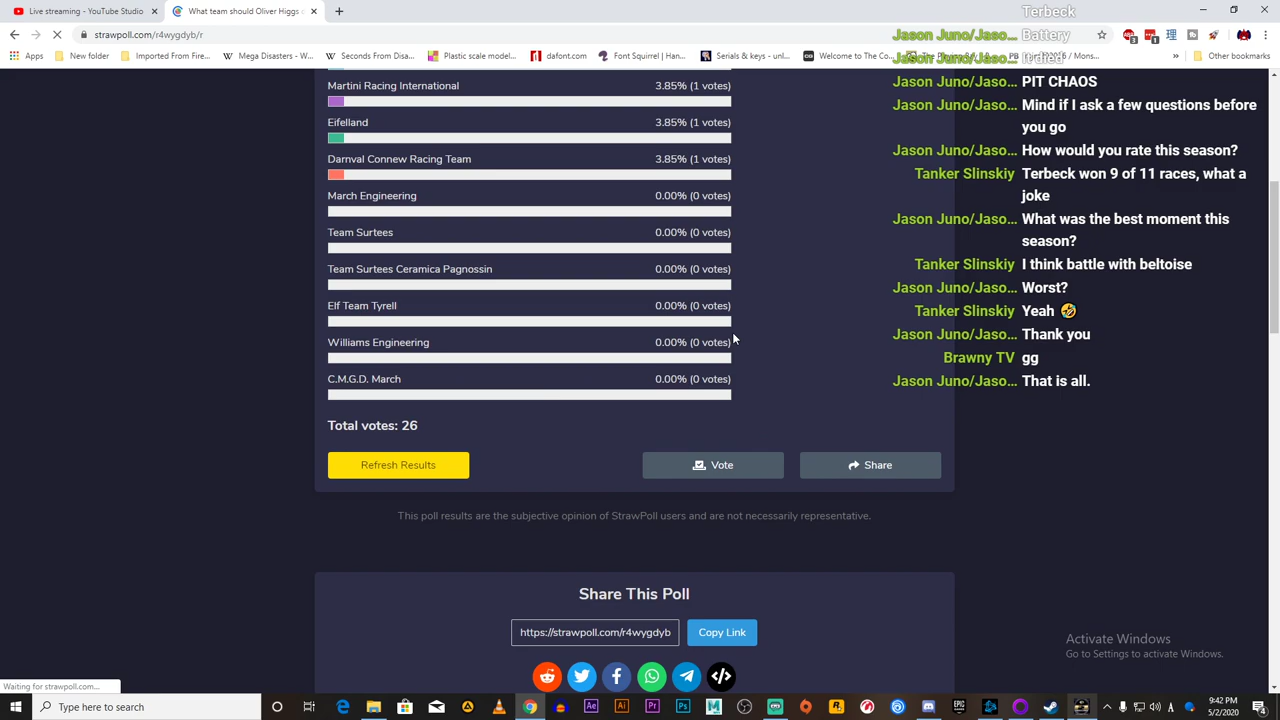 Live streaming - YouTube Studio
What team should Oliver Higgs
strawpoll.com/r4wygdyb/r
Apps
New folder
Imported From Firef...
Mega Disasters - W...
Seconds From Disa...
Plastic scale model...
dafont.com
Font Squirrel | Han...
Serials & keys - unl...
Welcome to The Co...
PB
/ Mons...
Other bookmarks
Terbeck
Jason Juno/Jaso... Battery
It died
Jason Juno/Jaso... PIT CHAOS
Jason Juno/Jaso... Mind if I ask a few questions before
you go
Jason Juno/Jaso... How would you rate this season?
Tanker Slinskiy Terbeck won 9 of 11 races, what a
joke
Jason Juno/Jaso... What was the best moment this
season?
Tanker Slinskiy I think battle with beltoise
Jason Juno/Jaso... Worst?
Tanker Slinskiy Yeah 🤣
Jason Juno/Jaso... Thank you
Brawny TV gg
Jason Juno/Jaso... That is all.
Martini Racing International 3.85% (1 votes)
Eifelland 3.85% (1 votes)
Darnval Connew Racing Team 3.85% (1 votes)
March Engineering 0.00% (0 votes)
Team Surtees 0.00% (0 votes)
Team Surtees Ceramica Pagnossin 0.00% (0 votes)
Elf Team Tyrell 0.00% (0 votes)
Williams Engineering 0.00% (0 votes)
C.M.G.D. March 0.00% (0 votes)
Total votes: 26
Refresh Results
Vote
Share
This poll results are the subjective opinion of StrawPoll users and are not necessarily representative.
Share This Poll
https://strawpoll.com/r4wygdyb
Copy Link
Activate Windows
Go to Settings to activate Windows.
Waiting for strawpoll.com...
Type here to search
9:42 PM
5/2/2020